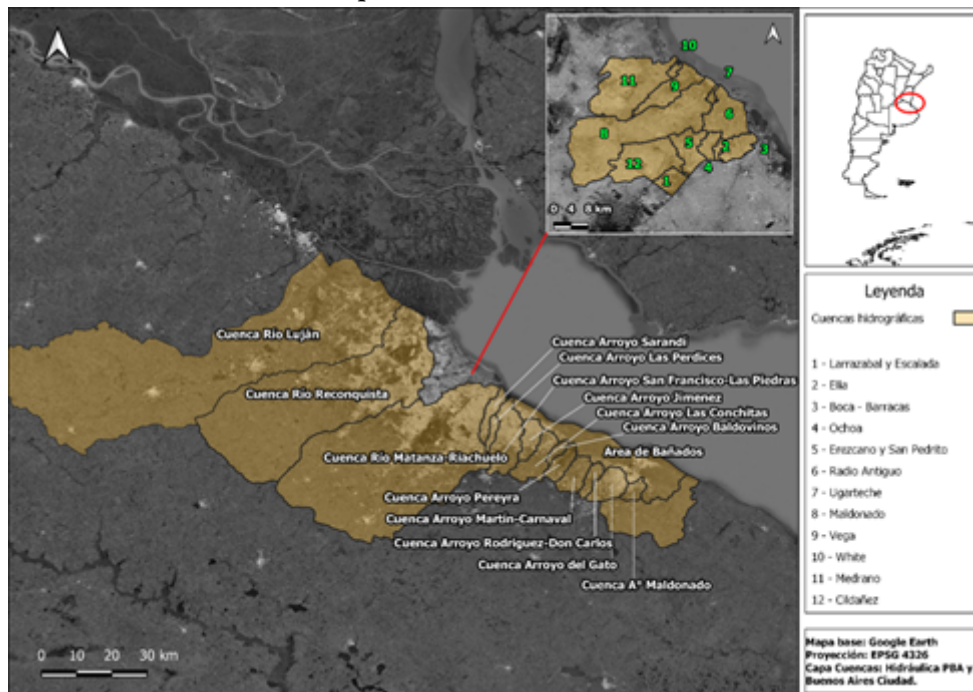 10
7
11
9
6
8
5
2
3
12
4
1
0 4 8 km
Cuenca Río Luján
Cuenca Arroyo Sarandí
Cuenca Arroyo Las Perdices
Cuenca Arroyo San Francisco-Las Piedras
Cuenca Río Reconquista
Cuenca Arroyo Jimenez
Cuenca Arroyo Las Conchitas
Cuenca Arroyo Baldovinos
Area de Bañados
Cuenca Río Matanza-Riachuelo
Cuenca Arroyo Pereyra
Cuenca Arroyo Martín-Carnaval
Cuenca Arroyo Rodriguez-Don Carlos
Cuenca Arroyo del Gato
Cuenca A° Maldonado
0 10 20 30 km
Leyenda
Cuencas hidrográficas
1 - Larrazabal y Escalada
2 - Elía
3 - Boca - Barracas
4 - Ochoa
5 - Erezcano y San Pedrito
6 - Radio Antiguo
7 - Ugarteche
8 - Maldonado
9 - Vega
10 - White
11 - Medrano
12 - Cildañez
Mapa base: Google Earth
Proyección: EPSG 4326
Capa Cuencas: Hidráulica PBA y
Buenos Aires Ciudad.